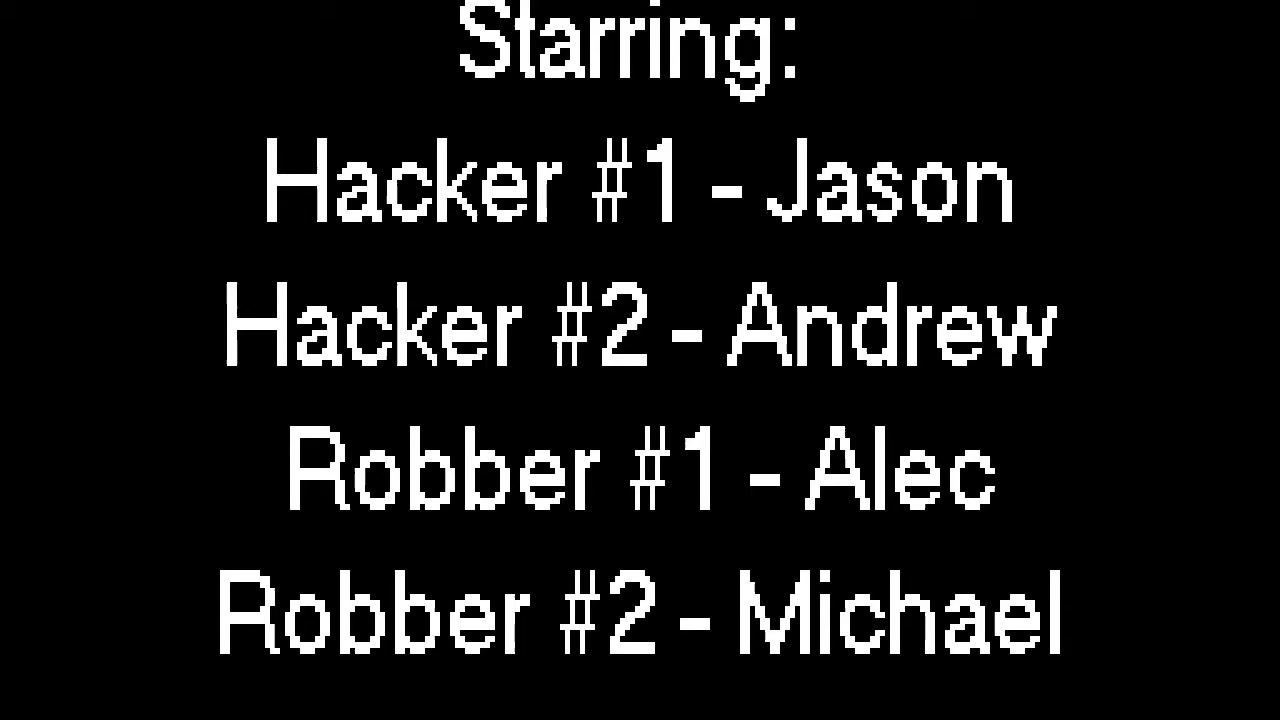 Starring:
Hacker #1 - Jason
Hacker #2 - Andrew
Robber #1 - Alec
Robber #2 - Michael